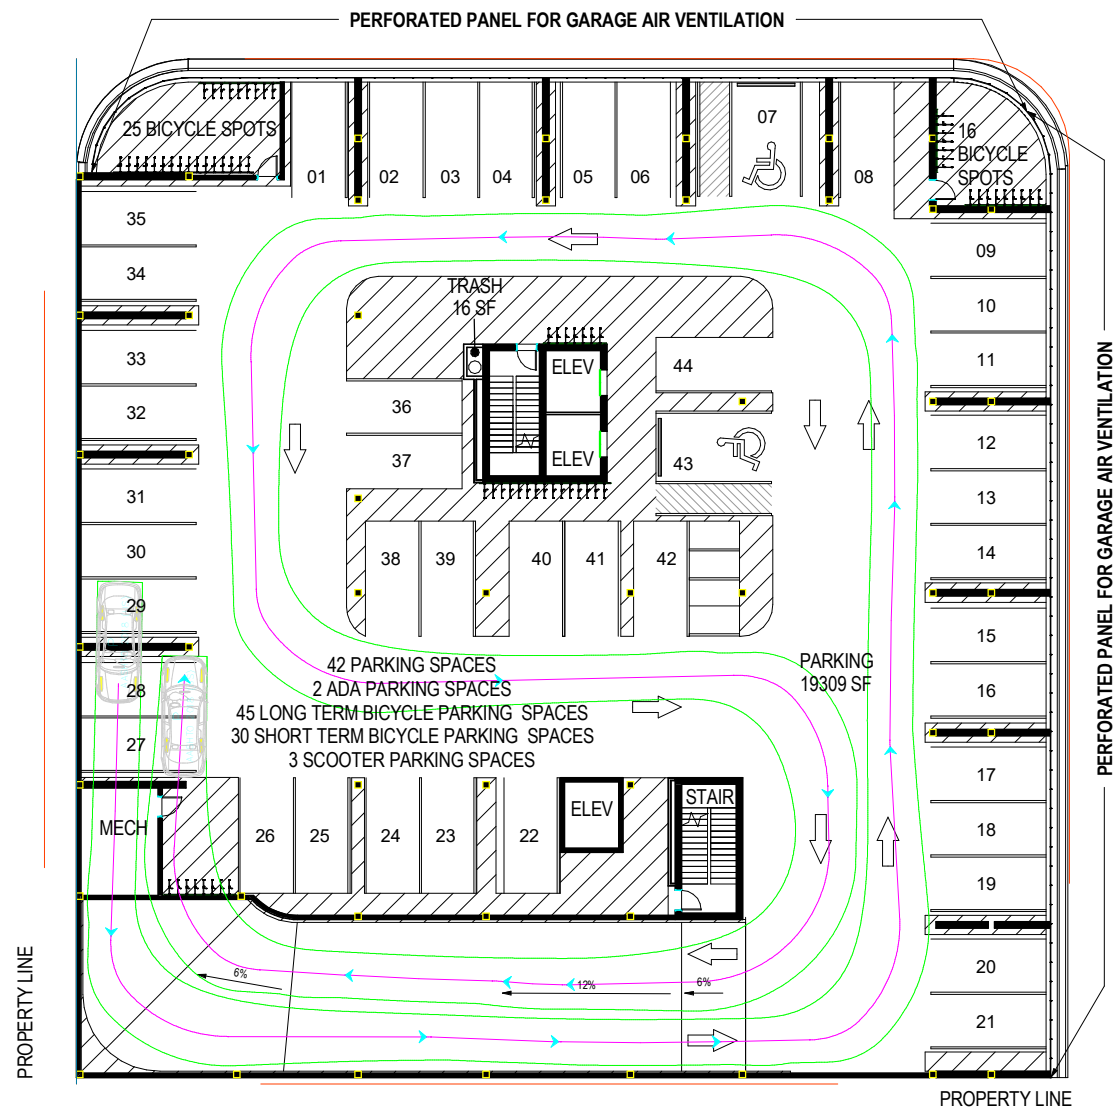 PERFORATED PANEL FOR GARAGE AIR VENTILATION
25 BICYCLE SPOTS
16
BICYCLE
SPOTS
01
02
03
04
05
06
07
08
35
34
33
32
31
30
29
28
27
09
10
11
12
13
14
15
16
17
18
19
20
21
TRASH
16 SF
ELEV
ELEV
44
43
36
37
38
39
40
41
42
PERFORATED PANEL FOR GARAGE AIR VENTILATION
42 PARKING SPACES
2 ADA PARKING SPACES
45 LONG TERM BICYCLE PARKING SPACES
30 SHORT TERM BICYCLE PARKING SPACES
3 SCOOTER PARKING SPACES
PARKING
19309 SF
MECH
26
25
24
23
22
ELEV
STAIR
6%
12%
6%
PROPERTY LINE
PROPERTY LINE